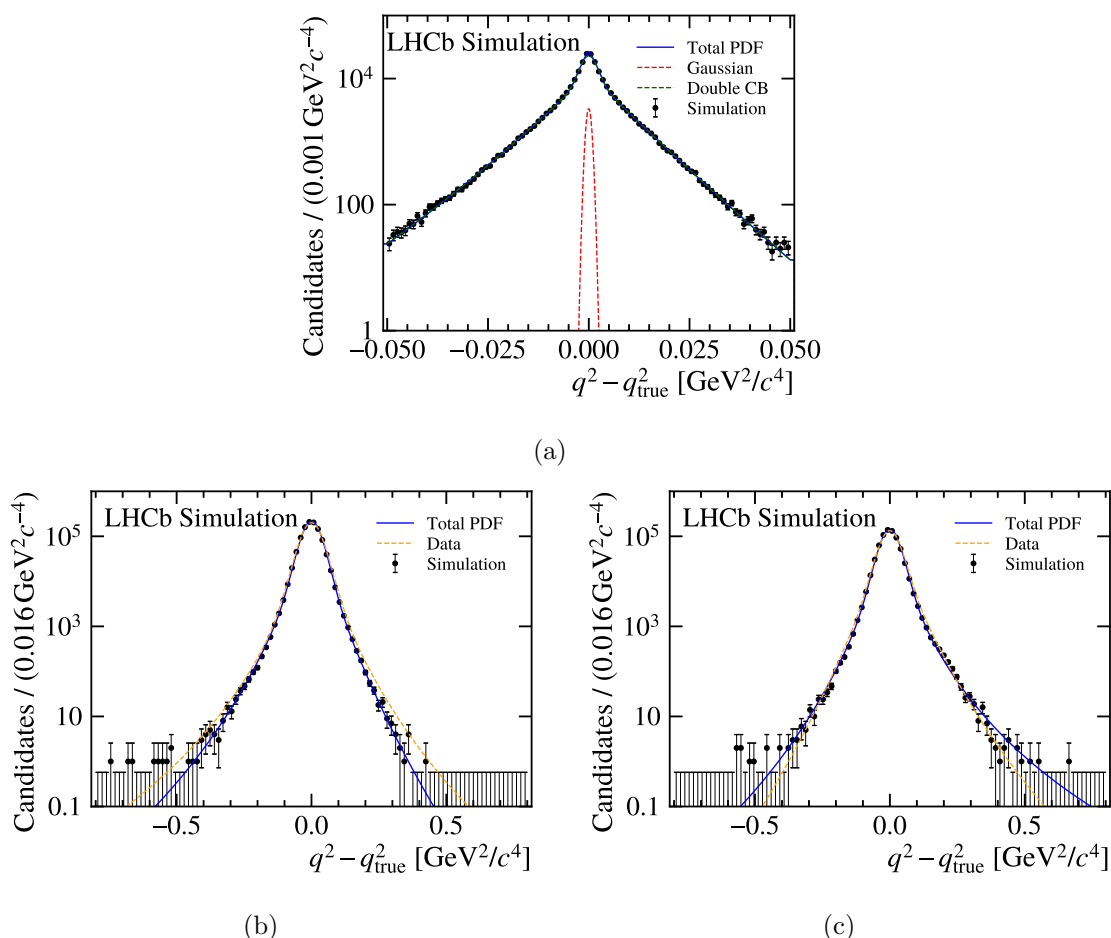 LHCb Simulation
Total PDF
Gaussian
Double CB
Simulation
Candidates / (0.001 GeV²c⁻⁴)
10⁴
100
1
−0.050 −0.025 0.000 0.025 0.050
q² − q²_true [GeV²/c⁴]
(a)
LHCb Simulation
Total PDF
Data
Simulation
Candidates / (0.016 GeV²c⁻⁴)
10⁵
10³
10
0.1
−0.5 0.0 0.5
q² − q²_true [GeV²/c⁴]
(b)
LHCb Simulation
Total PDF
Data
Simulation
Candidates / (0.016 GeV²c⁻⁴)
10⁵
10³
10
0.1
−0.5 0.0 0.5
q² − q²_true [GeV²/c⁴]
(c)